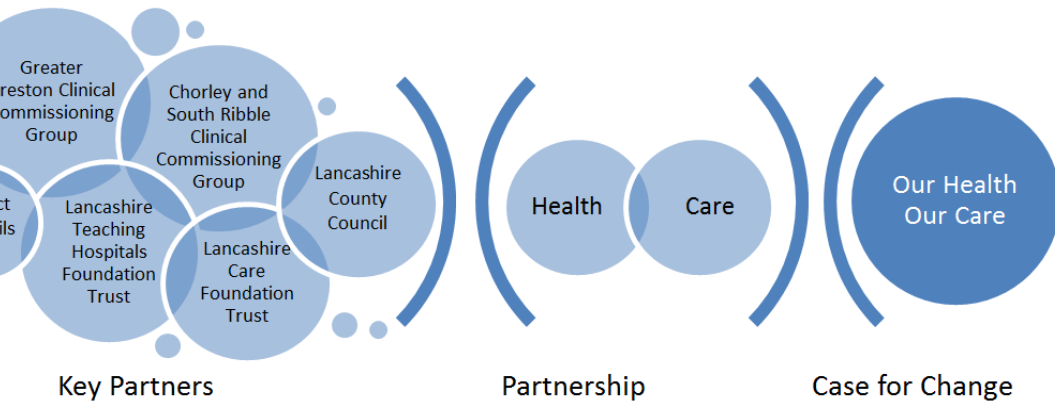 Greater
reston Clinical
ommissioning
Group
Chorley and
South Ribble
Clinical
Commissioning
Group
Lancashire
County
Council
ct
ils
Lancashire
Teaching
Hospitals
Foundation
Trust
Lancashire
Care
Foundation
Trust
Health
Care
Our Health
Our Care
Key Partners
Partnership
Case for Change